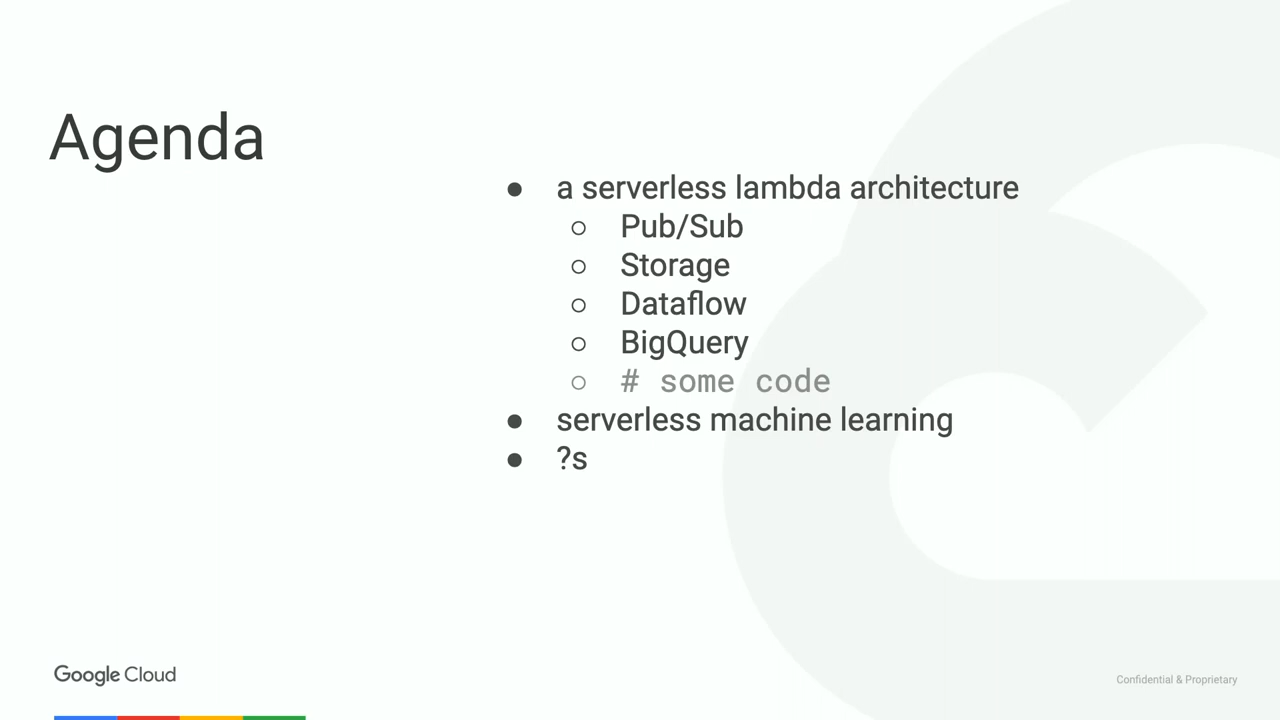 Agenda
● a serverless lambda architecture
○ Pub/Sub
○ Storage
○ Dataflow
○ BigQuery
○ # some code
● serverless machine learning
● ?s
Google Cloud
Confidential & Proprietary